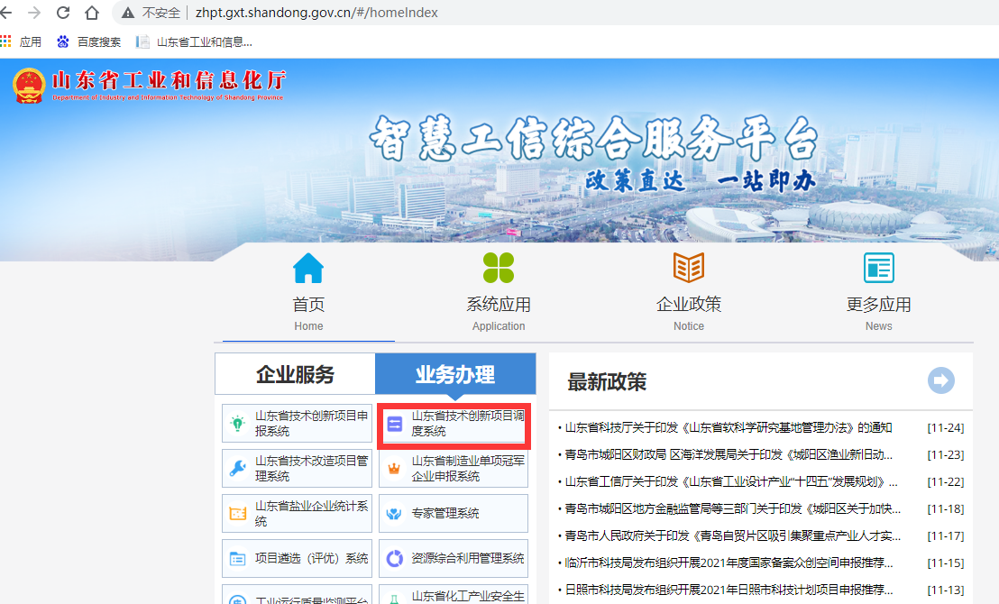 不安全
zhpt.gxt.shandong.gov.cn/#/homeIndex
应用
百度搜索
山东省工业和信息...
山东省工业和信息化厅
Department of Industry and Information Technology of Shandong Province
智慧工信综合服务平台
政策直达 一站即办
首页
Home
系统应用
Application
企业政策
Notice
更多应用
News
企业服务
业务办理
山东省技术创新项目申
报系统
山东省技术创新项目调
度系统
山东省技术改造项目管
理系统
山东省制造业单项冠军
企业申报系统
山东省盐业企业统计系
统
专家管理系统
项目遴选（评优）系统
资源综合利用管理系统
工业运行质量监测平台
山东省化工产业安全生
最新政策
• 山东省科技厅关于印发《山东省软科学研究基地管理办法》的通知 [11-24]
• 青岛市城阳区财政局 区海洋发展局关于印发《城阳区渔业新旧动... [11-23]
• 山东省工信厅关于印发《山东省工业设计产业“十四五”发展规划》... [11-22]
• 青岛市城阳区地方金融监管局等三部门关于印发《城阳区关于加快... [11-18]
• 青岛市人民政府关于印发《青岛自贸片区吸引集聚重点产业人才实... [11-17]
• 临沂市科技局发布组织开展2021年度国家备案众创空间申报推荐... [11-15]
• 日照市科技局发布组织开展2021年日照市科技计划项目申报推荐... [11-13]